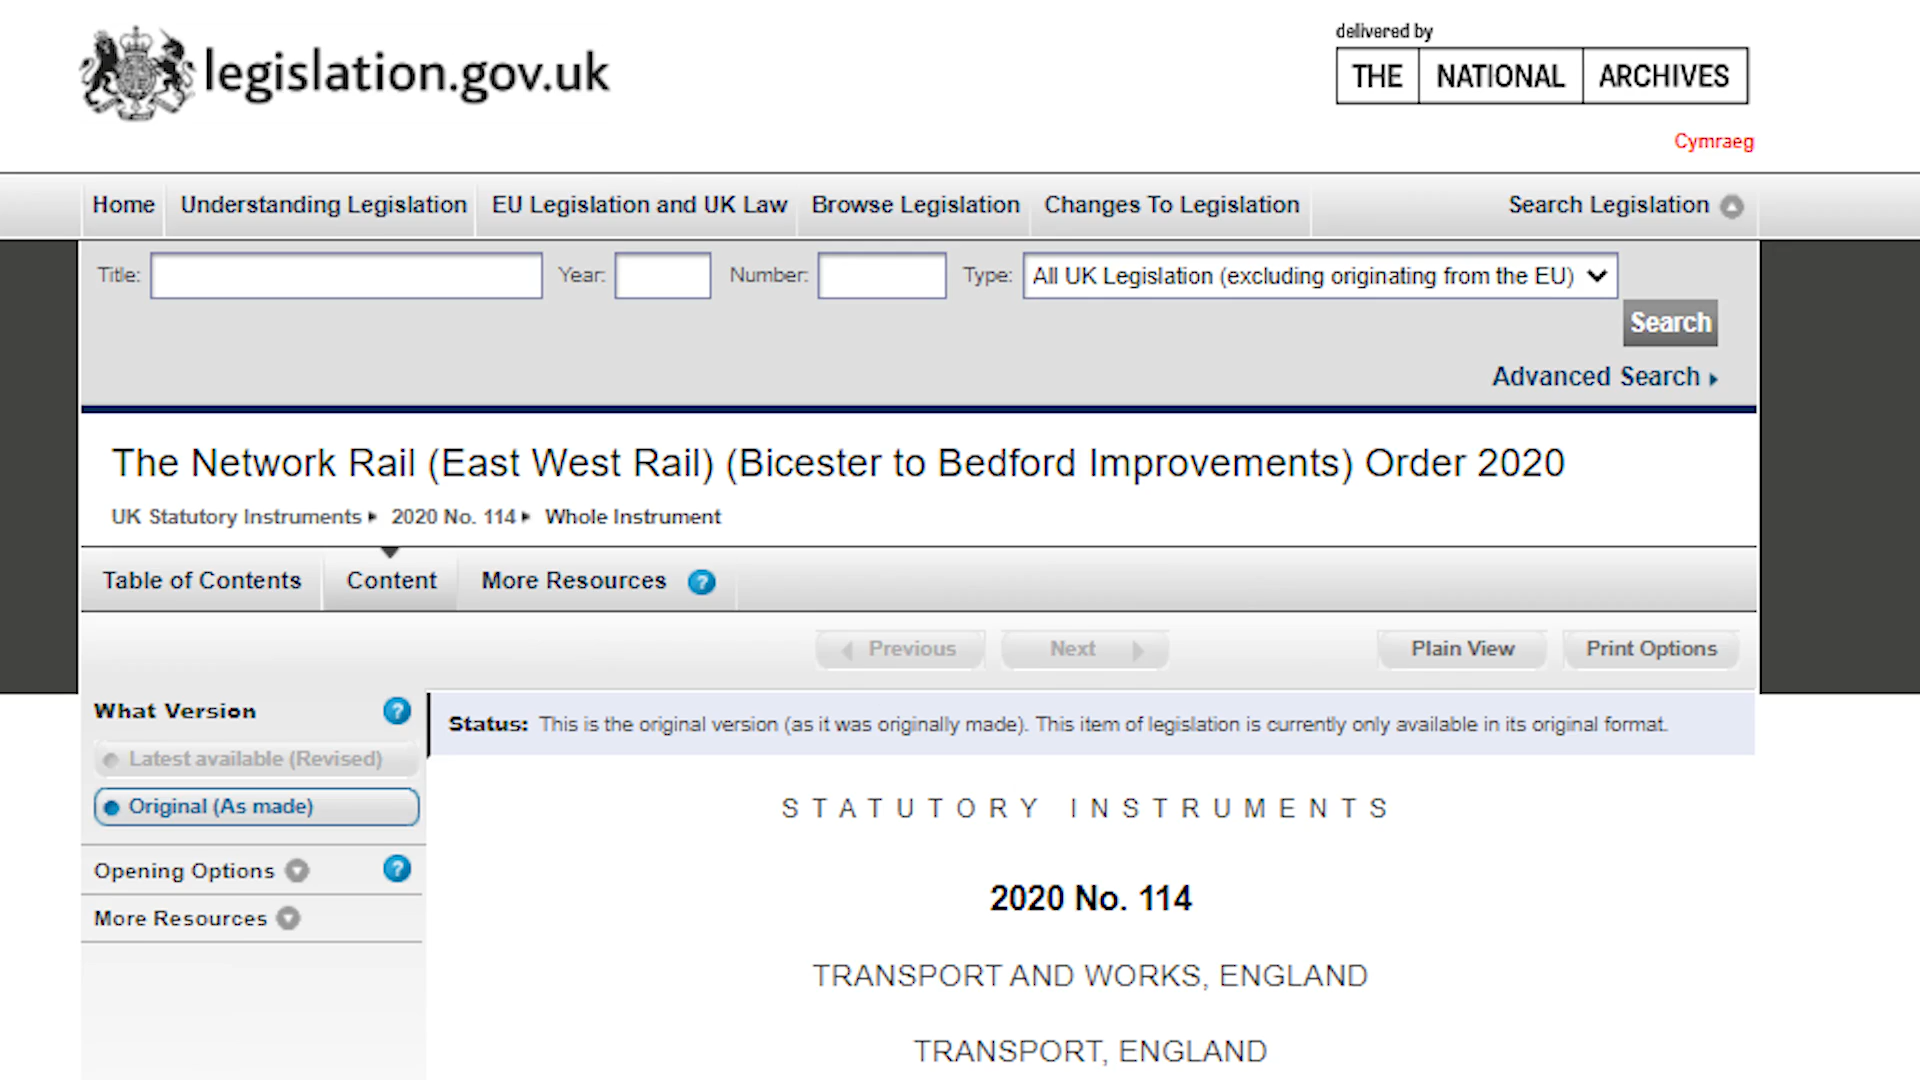 legislation.gov.uk
delivered by
THE NATIONAL ARCHIVES
Cymraeg
Home Understanding Legislation EU Legislation and UK Law Browse Legislation Changes To Legislation Search Legislation
Title: Year: Number: Type: All UK Legislation (excluding originating from the EU)
Search
Advanced Search
The Network Rail (East West Rail) (Bicester to Bedford Improvements) Order 2020
UK Statutory Instruments 2020 No. 114 Whole Instrument
Table of Contents Content More Resources ?
Previous Next Plain View Print Options
What Version ?
Status: This is the original version (as it was originally made). This item of legislation is currently only available in its original format.
Latest available (Revised)
Original (As made)
STATUTORY INSTRUMENTS
Opening Options ?
More Resources
2020 No. 114
TRANSPORT AND WORKS, ENGLAND
TRANSPORT, ENGLAND